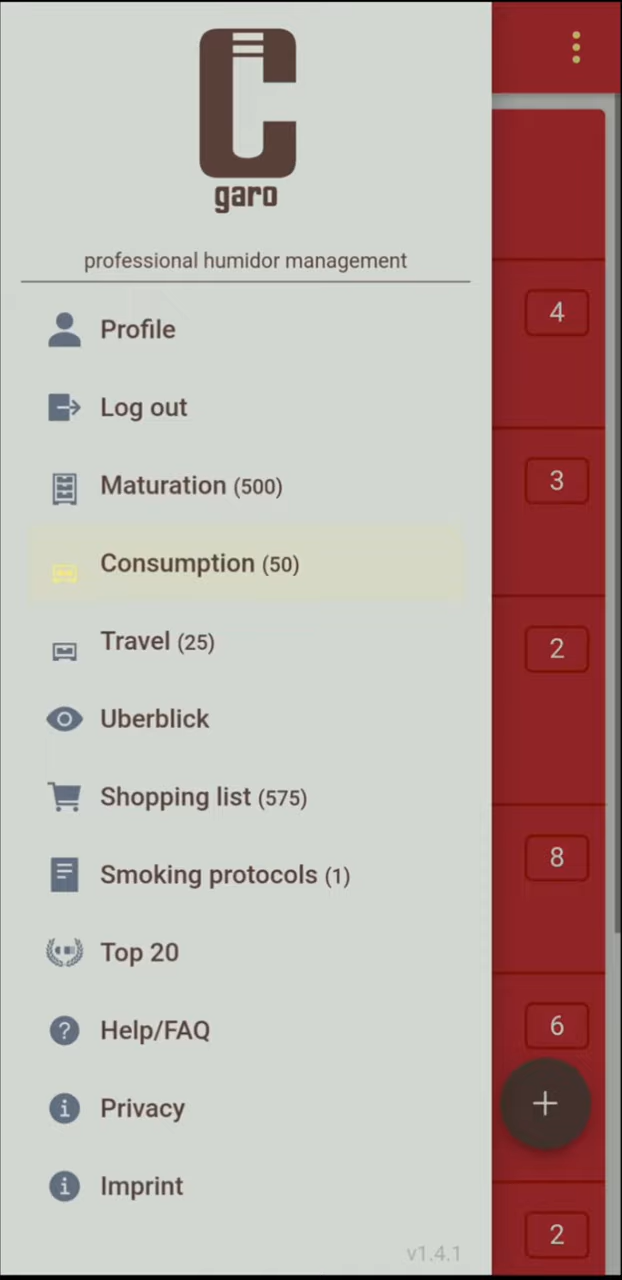 C
garo
professional humidor management
Profile
Log out
Maturation (500)
Consumption (50)
Travel (25)
Uberblick
Shopping list (575)
Smoking protocols (1)
Top 20
Help/FAQ
Privacy
Imprint
v1.4.1
4
3
2
8
6
+
2